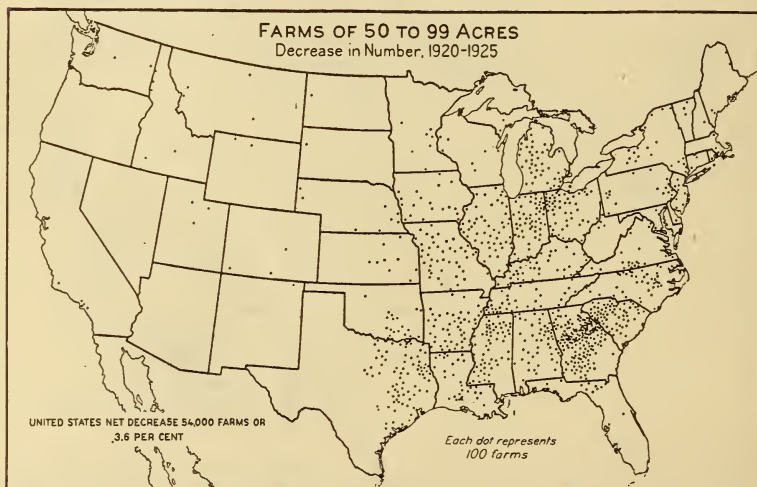 FARMS OF 50 TO 99 ACRES
Decrease in Number, 1920-1925
UNITED STATES NET DECREASE 54,000 FARMS OR
3.6 PER CENT
Each dot represents
100 farms